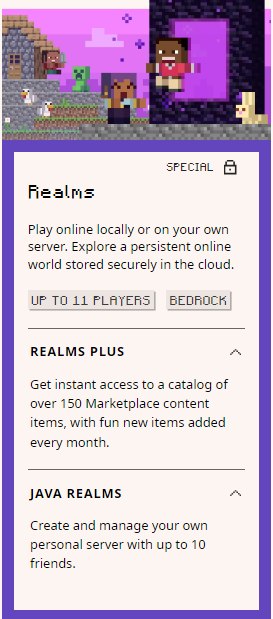 SPECIAL
Realms
Play online locally or on your own
server. Explore a persistent online
world stored securely in the cloud.
UP TO 11 PLAYERS BEDROCK
REALMS PLUS
Get instant access to a catalog of
over 150 Marketplace content
items, with fun new items added
every month.
JAVA REALMS
Create and manage your own
personal server with up to 10
friends.